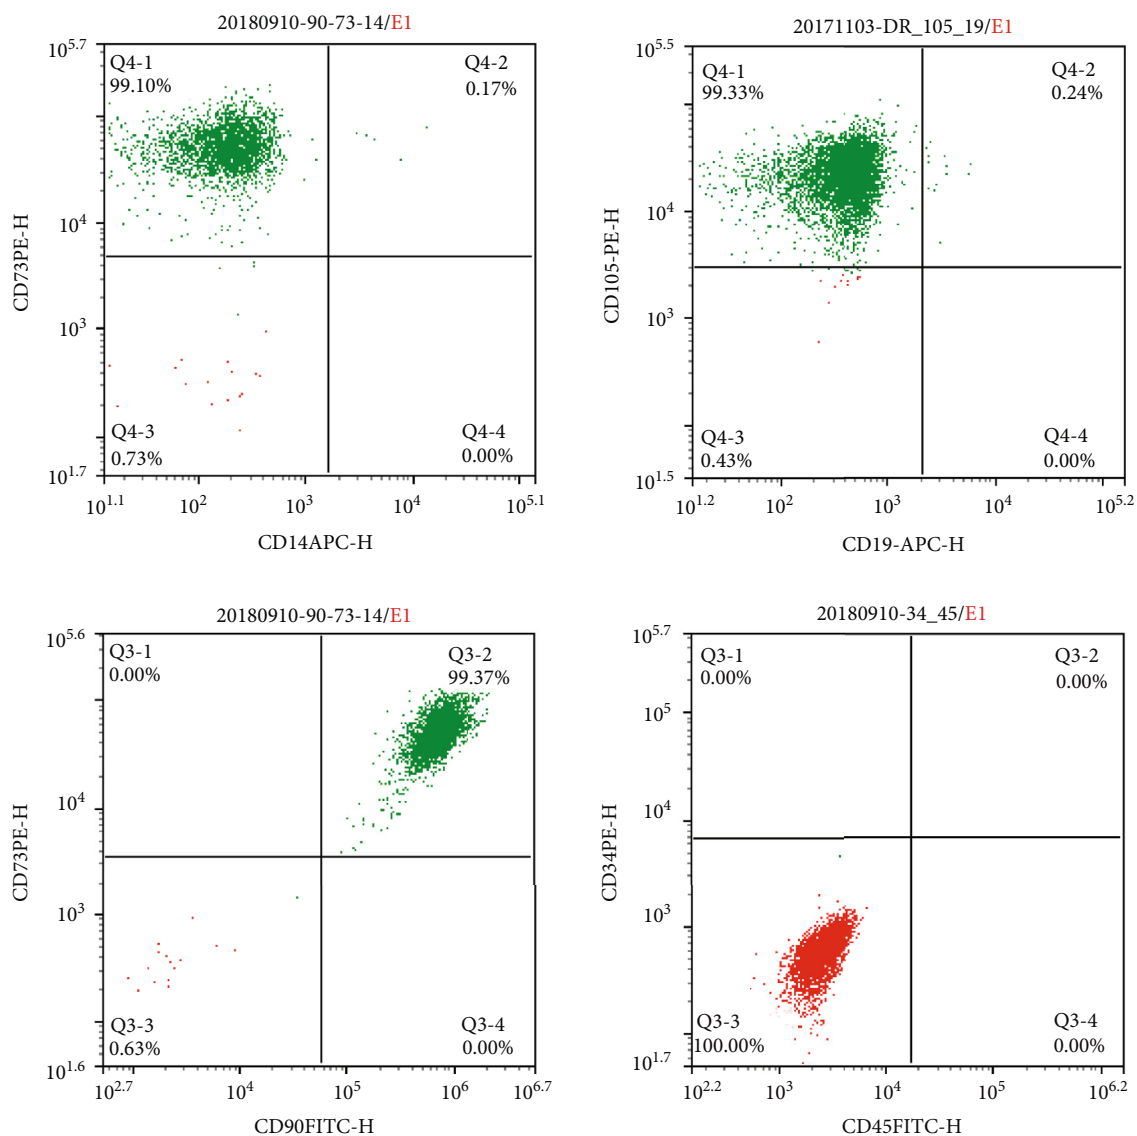 20180910-90-73-14/E1
10^5.7
Q4-1
99.10%
Q4-2
0.17%
10^4
CD73PE-H
10^3
Q4-3
0.73%
Q4-4
0.00%
10^1.7
10^1.1 10^2 10^3 10^4 10^5.1
CD14APC-H
20171103-DR_105_19/E1
10^5.5
Q4-1
99.33%
Q4-2
0.24%
10^4
CD105-PE-H
10^3
Q4-3
0.43%
Q4-4
0.00%
10^1.5
10^1.2 10^2 10^3 10^4 10^5.2
CD19-APC-H
20180910-90-73-14/E1
10^5.6
Q3-1
0.00%
Q3-2
99.37%
10^4
CD73PE-H
10^3
Q3-3
0.63%
Q3-4
0.00%
10^1.6
10^2.7 10^4 10^5 10^6 10^6.7
CD90FITC-H
20180910-34_45/E1
10^5.7
Q3-1
0.00%
Q3-2
0.00%
10^5
10^4
CD34PE-H
10^3
Q3-3
100.00%
Q3-4
0.00%
10^1.7
10^2.2 10^3 10^4 10^5 10^6.2
CD45FITC-H